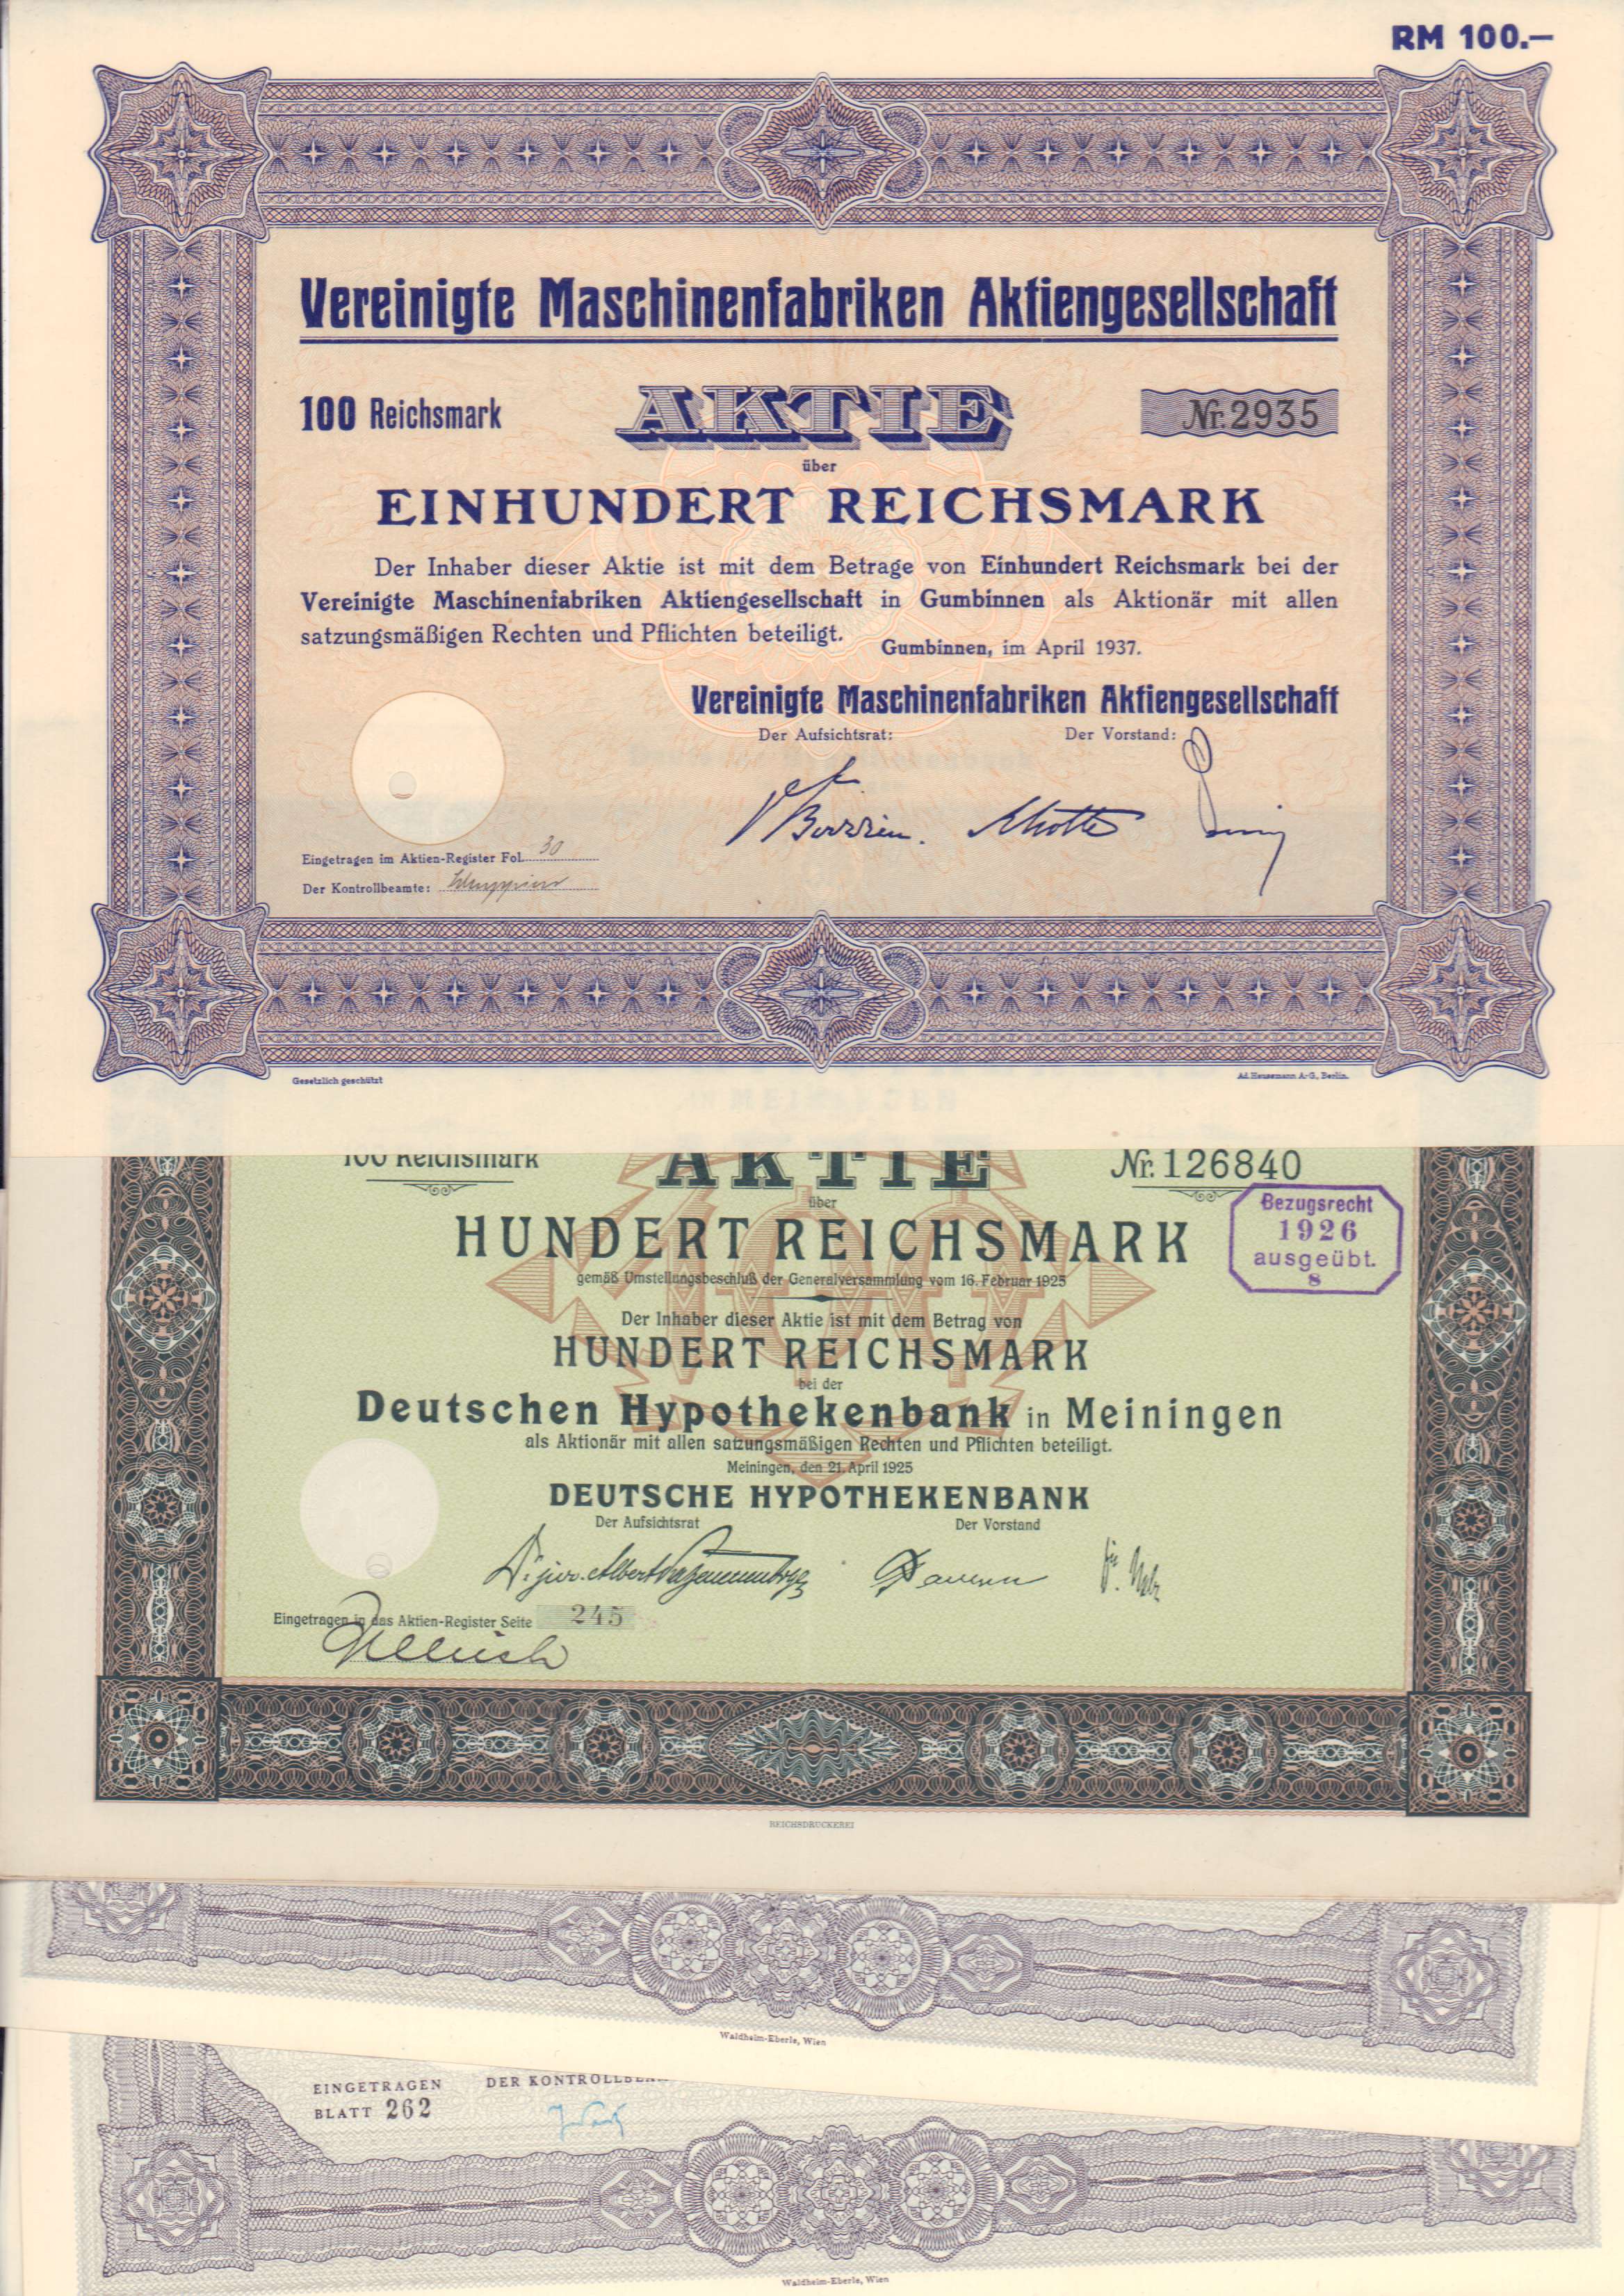 RM 100.—
Vereinigte Maschinenfabriken Aktiengesellschaft
100 Reichsmark AKTIE Nr. 2935
über
EINHUNDERT REICHSMARK
Der Inhaber dieser Aktie ist mit dem Betrage von Einhundert Reichsmark bei der
Vereinigte Maschinenfabriken Aktiengesellschaft in Gumbinnen als Aktionär mit allen
satzungsmäßigen Rechten und Pflichten beteiligt.
Gumbinnen, im April 1937.
Vereinigte Maschinenfabriken Aktiengesellschaft
Der Aufsichtsrat: Der Vorstand:
Eingetragen im Aktien-Register Fol. 30
Der Kontrollbeamte:
Gesetzlich geschützt
Berlin.
100 Reichsmark AKTIE Nr. 126840
über
HUNDERT REICHSMARK
Bezugsrecht
1926
ausgeübt.
8
gemäß Umstellungsbeschluß der Generalversammlung vom 16. Februar 1925
Der Inhaber dieser Aktie ist mit dem Betrag von
HUNDERT REICHSMARK
bei der
Deutschen Hypothekenbank in Meiningen
als Aktionär mit allen satzungsmäßigen Rechten und Pflichten beteiligt.
Meiningen, den 21. April 1925
DEUTSCHE HYPOTHEKENBANK
Der Aufsichtsrat Der Vorstand
Eingetragen in das Aktien-Register Seite 245
REICHSDRUCKEREI
Waldheim-Eberle, Wien
EINGETRAGEN DER
BLATT 262
Waldheim-Eberle, Wien